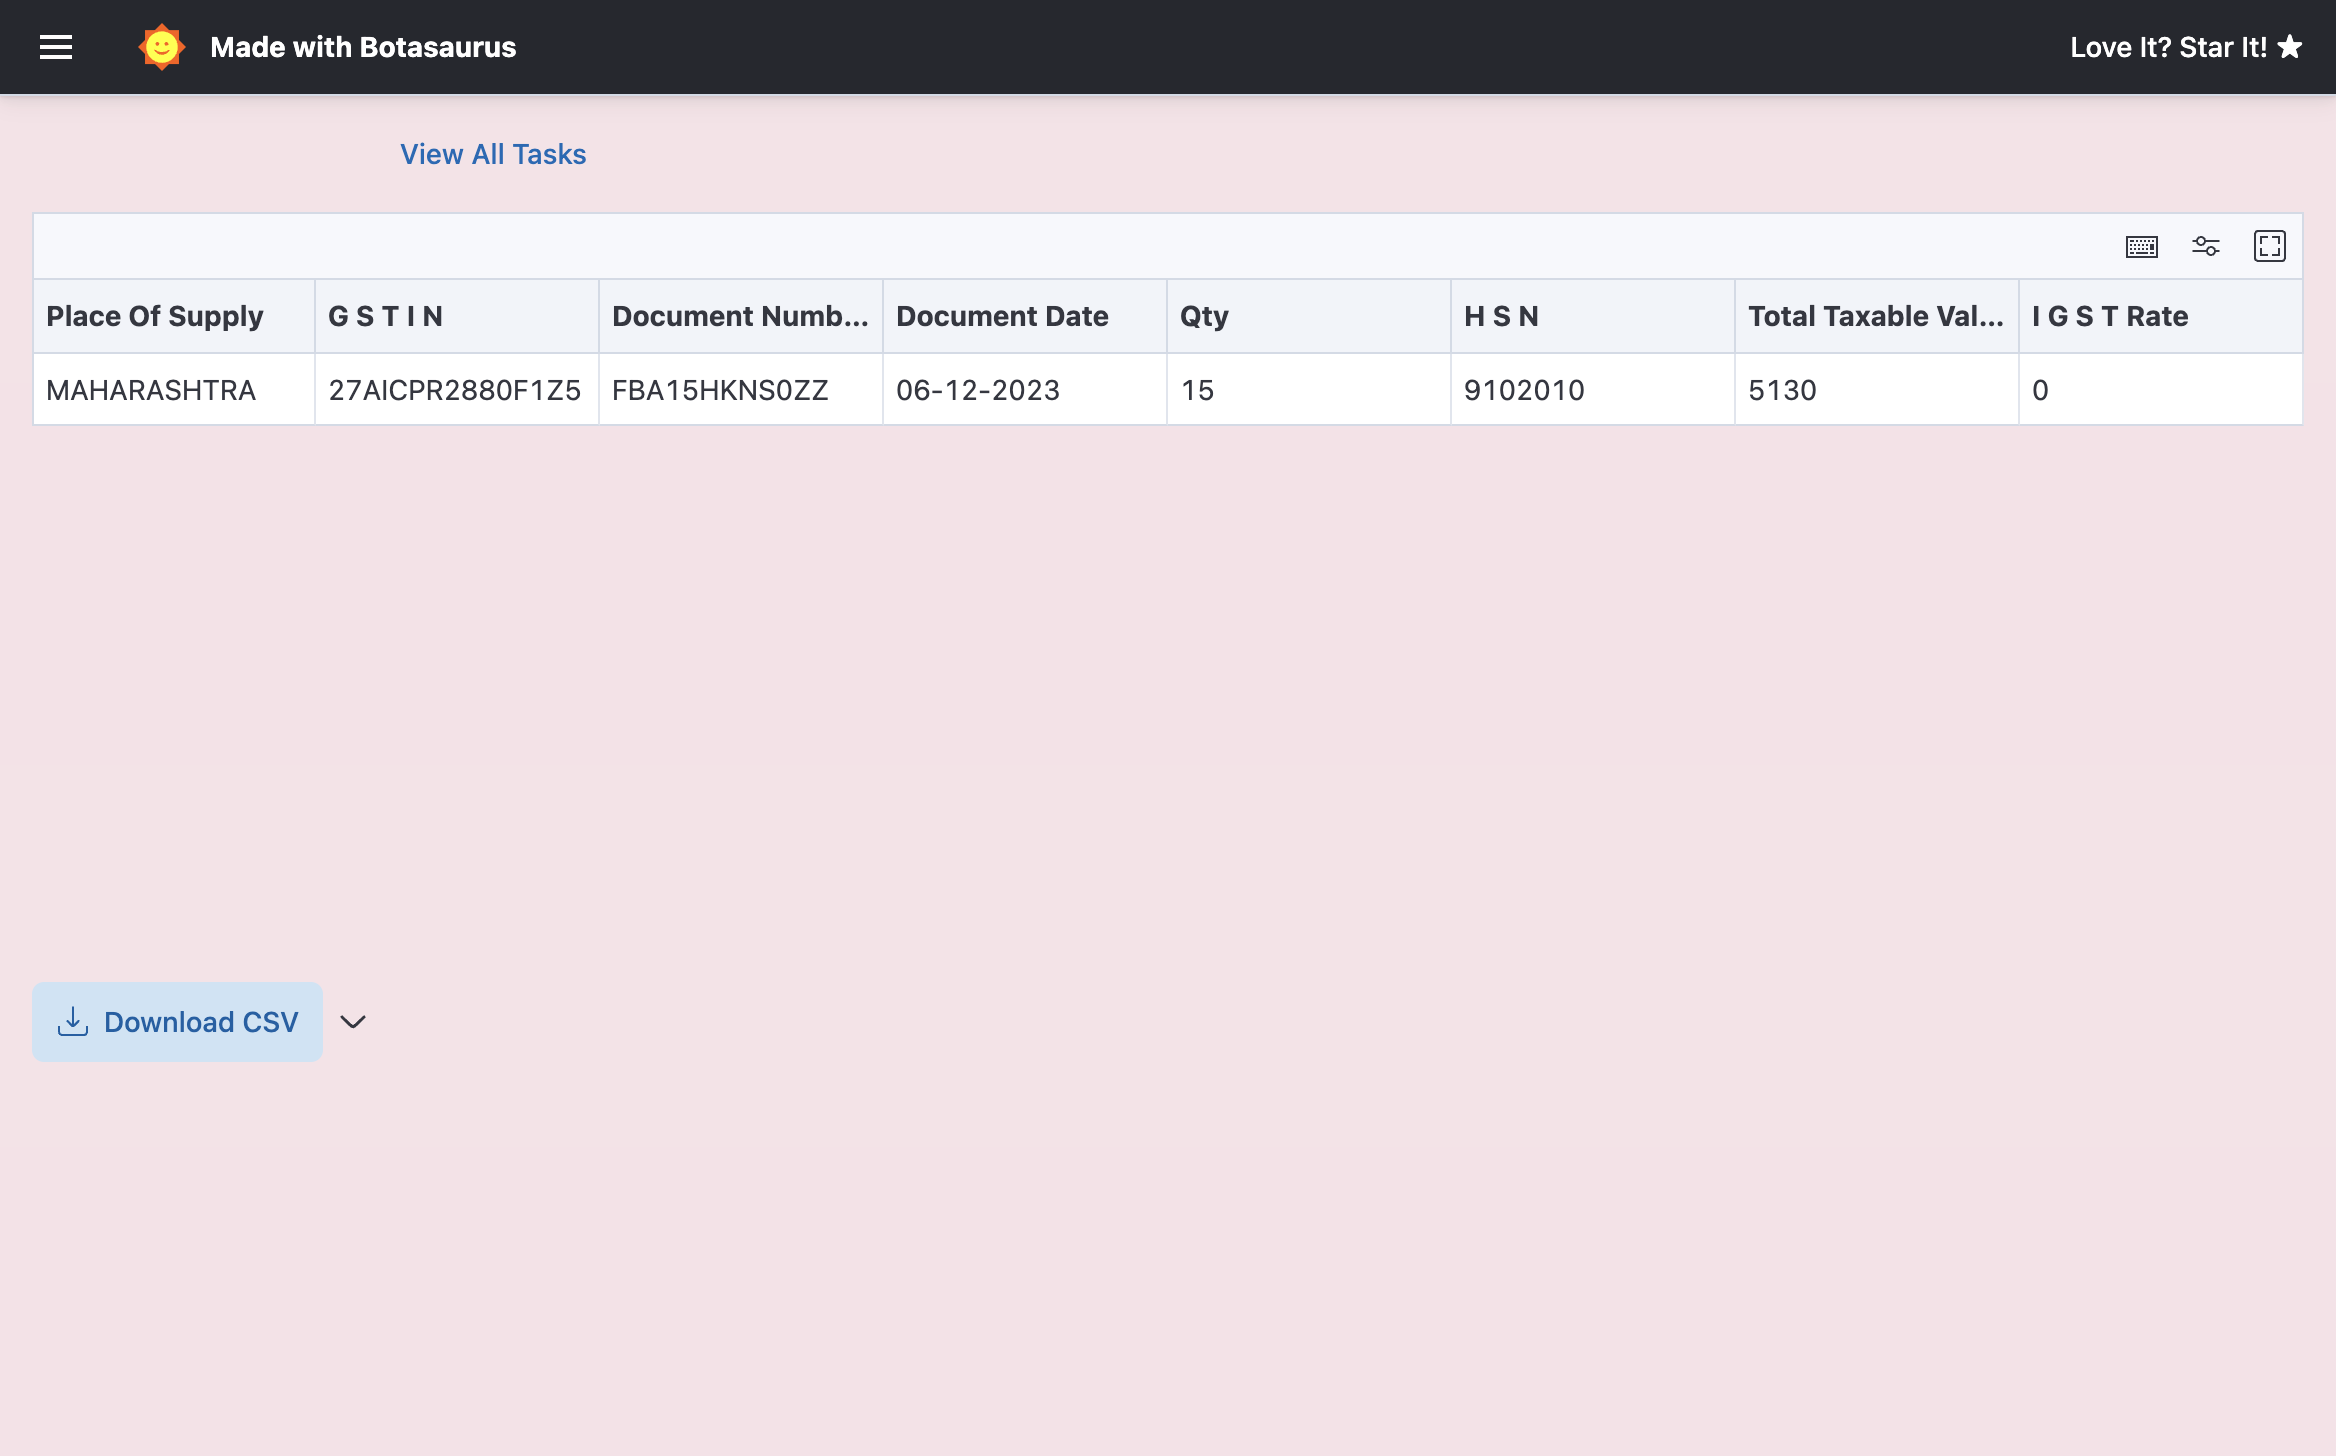 Made with Botasaurus
Love It? Star It!
View All Tasks
Place Of Supply G S T I N Document Numb... Document Date Qty H S N Total Taxable Val... I G S T Rate
MAHARASHTRA 27AICPR2880F1Z5 FBA15HKNS0ZZ 06-12-2023 15 9102010 5130 0
Download CSV